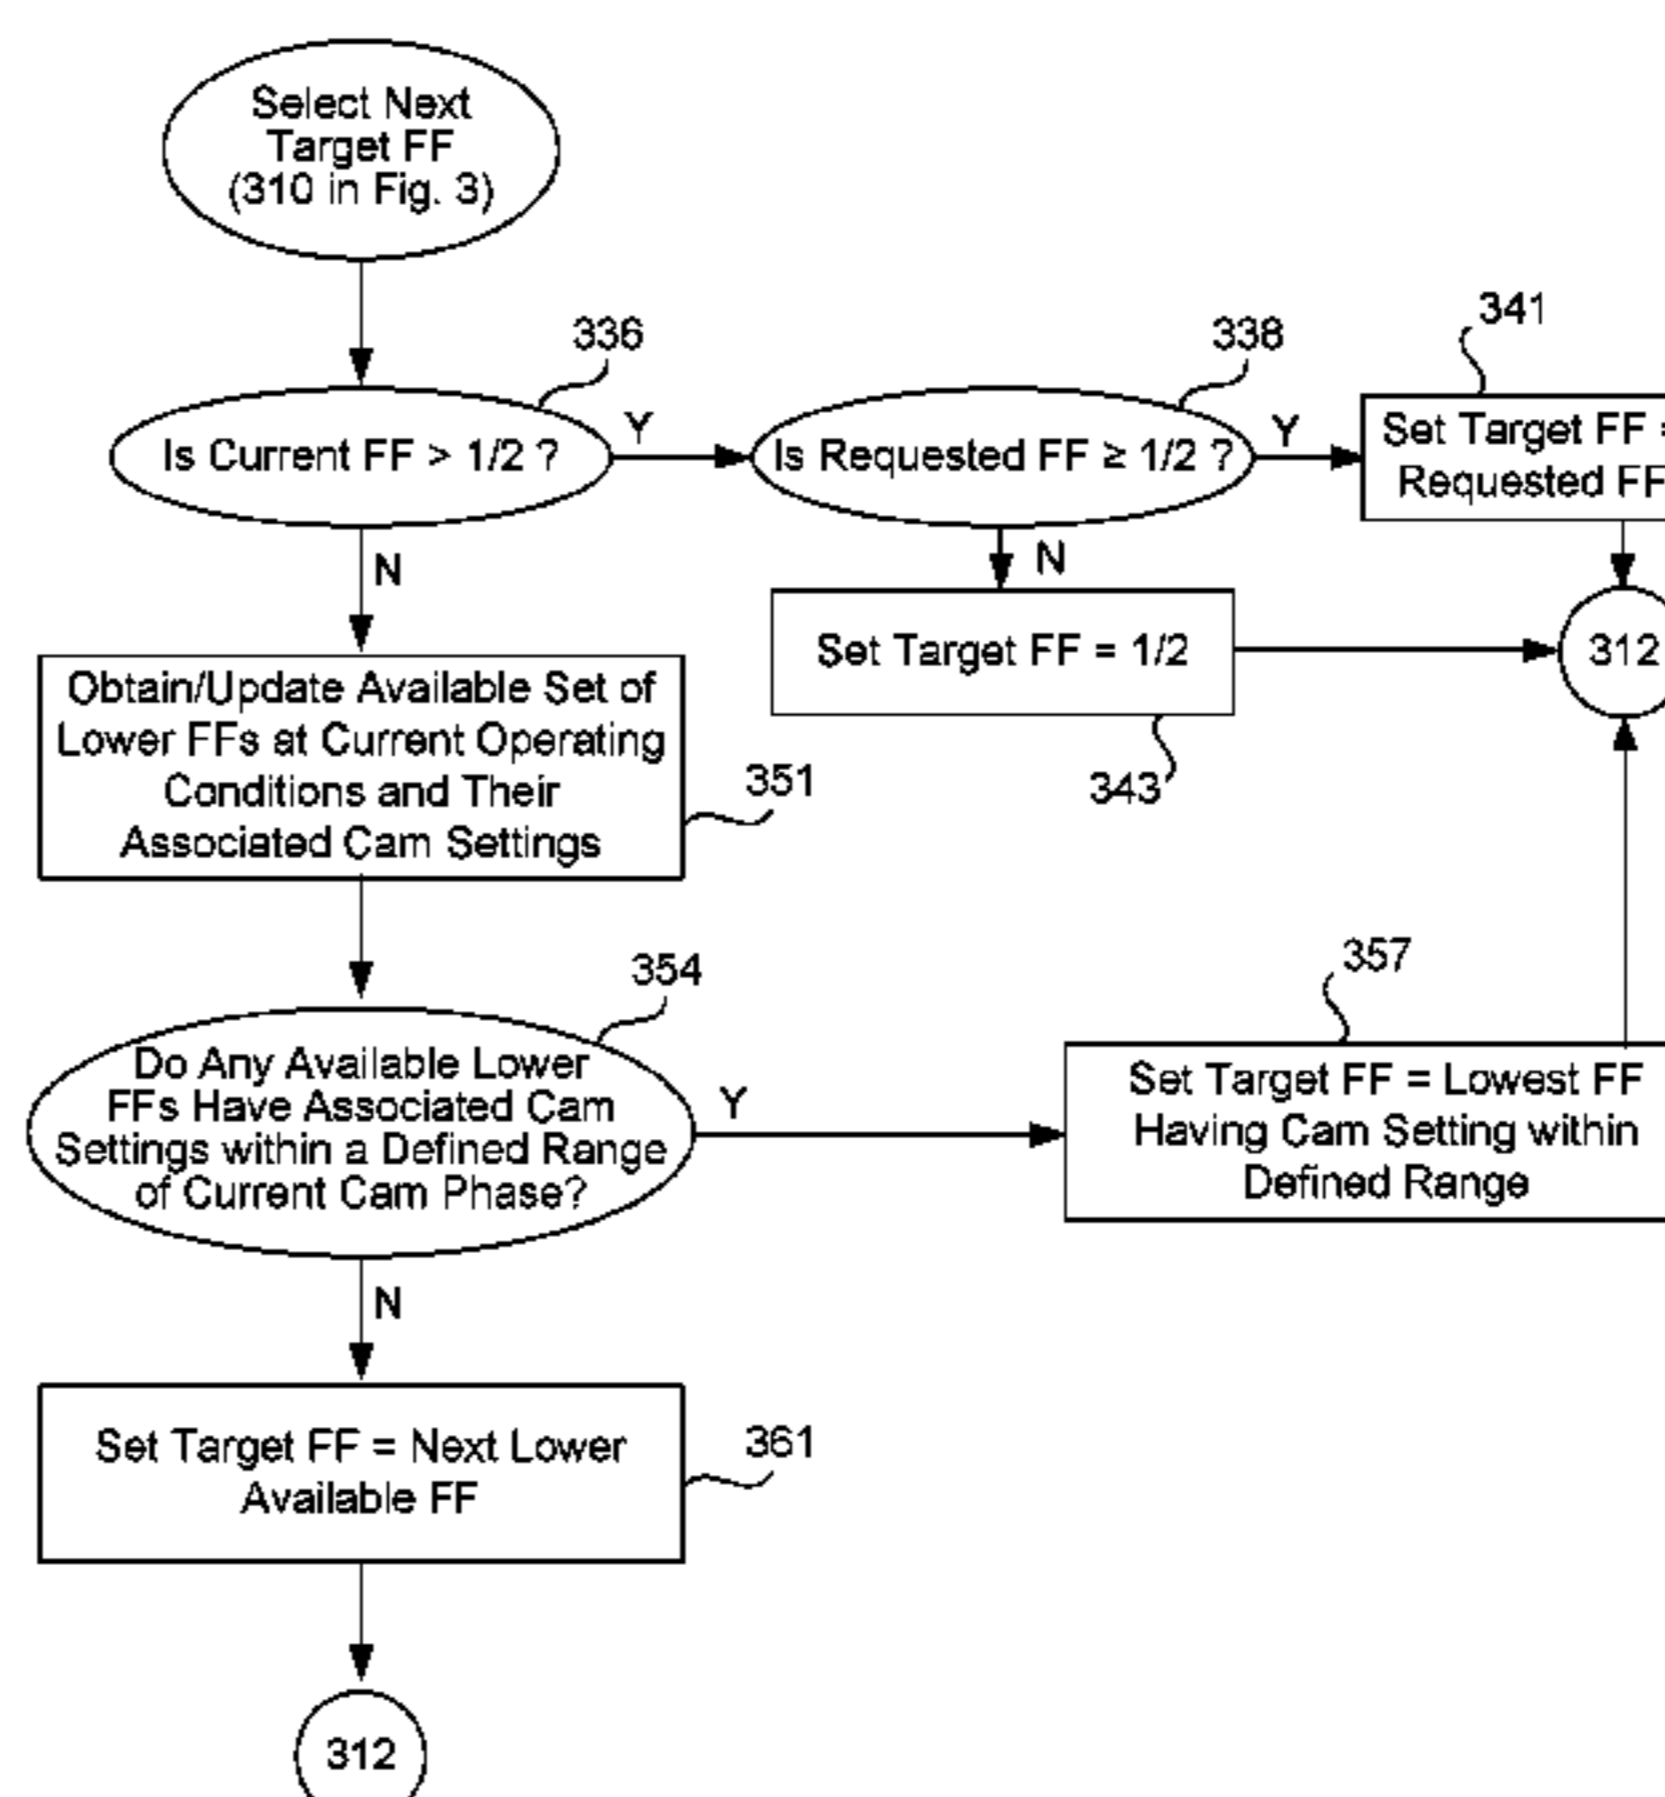 Select Next
Target FF
(310 in Fig. 3)
336
Is Current FF > 1/2 ?
Y
338
Is Requested FF ≥ 1/2 ?
Y
341
Set Target FF =
Requested FF
N
N
Set Target FF = 1/2
343
312
Obtain/Update Available Set of
Lower FFs at Current Operating
Conditions and Their
Associated Cam Settings
351
354
Do Any Available Lower
FFs Have Associated Cam
Settings within a Defined Range
of Current Cam Phase?
Y
357
Set Target FF = Lowest FF
Having Cam Setting within
Defined Range
N
Set Target FF = Next Lower
Available FF
361
312